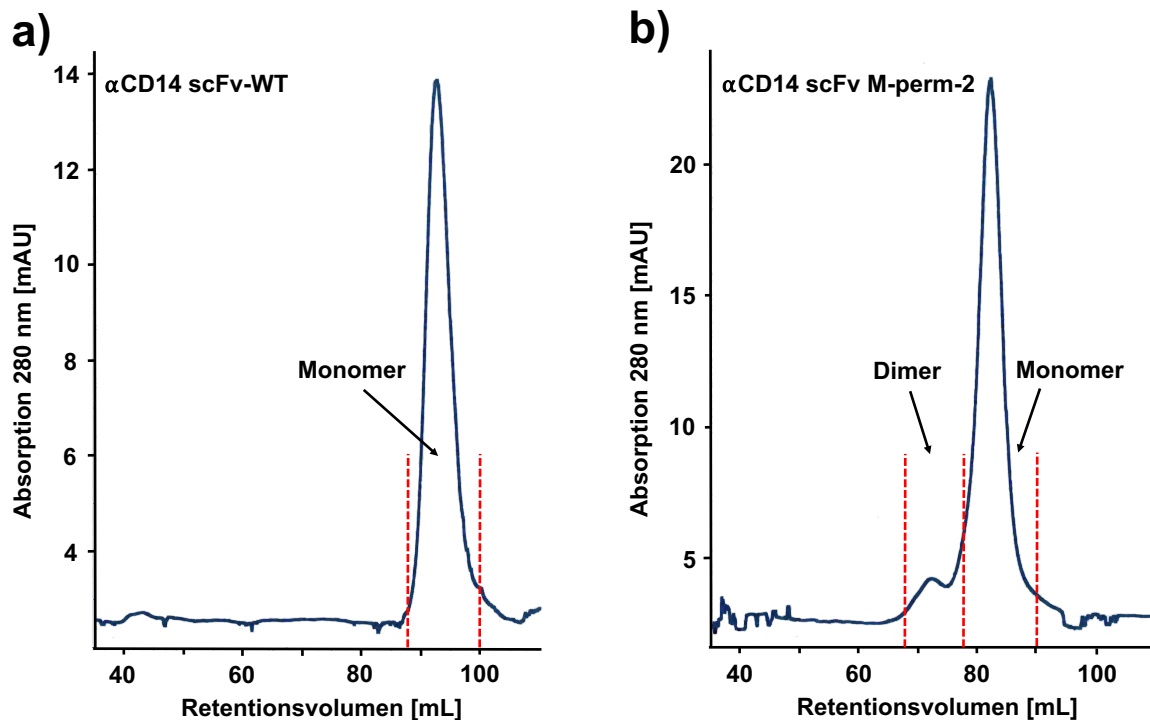 a)
αCD14 scFv-WT
14
12
10
8
6
4
Absorption 280 nm [mAU]
Monomer
40
60
80
100
Retentionsvolumen [mL]
b)
αCD14 scFv M-perm-2
20
15
10
5
Absorption 280 nm [mAU]
Dimer
Monomer
40
60
80
100
Retentionsvolumen [mL]